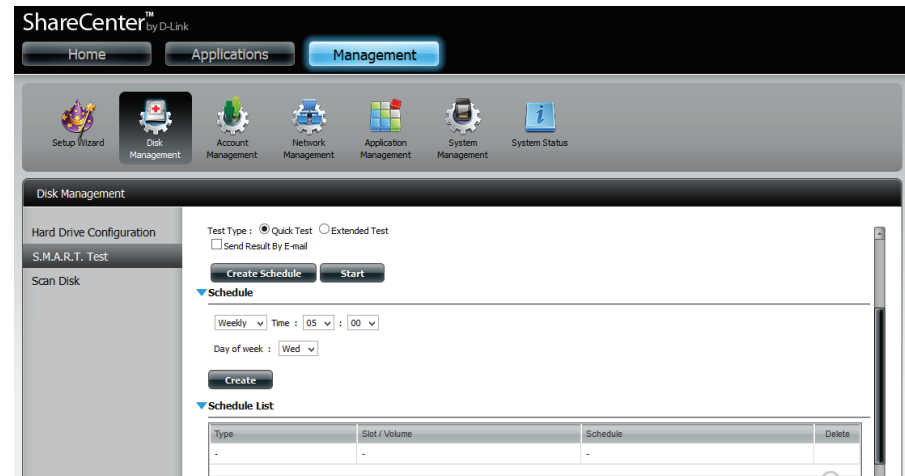 ShareCenter™ by D-Link
Home Applications Management
Setup Wizard Disk Management Account Management Network Management Application Management System Management System Status
Disk Management
Hard Drive Configuration
S.M.A.R.T. Test
Scan Disk
Test Type : Quick Test Extended Test
Send Result By E-mail
Create Schedule Start
Schedule
Weekly Time : 05 : 00
Day of week : Wed
Create
Schedule List
Type Slot / Volume Schedule Delete
- - -